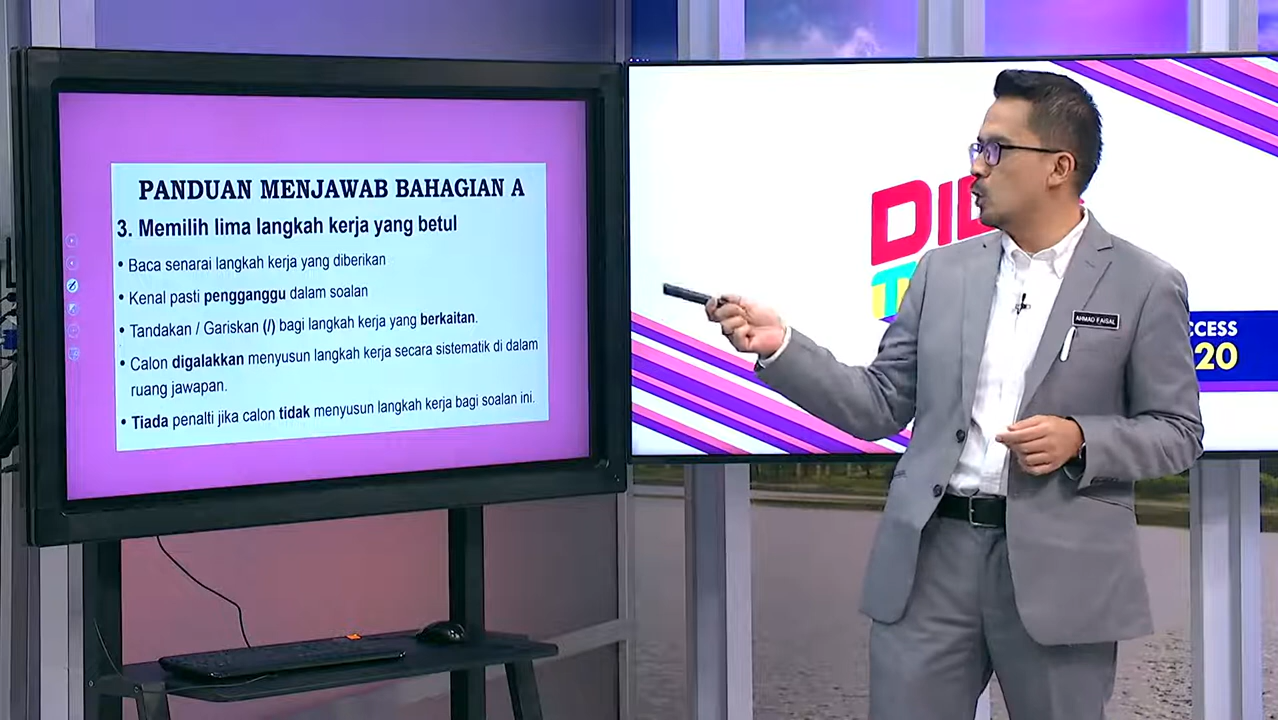 PANDUAN MENJAWAB BAHAGIAN A
3. Memilih lima langkah kerja yang betul
• Baca senarai langkah kerja yang diberikan
• Kenal pasti pengganggu dalam soalan
• Tandakan / Gariskan (/) bagi langkah kerja yang berkaitan.
• Calon digalakkan menyusun langkah kerja secara sistematik di dalam
ruang jawapan.
• Tiada penalti jika calon tidak menyusun langkah kerja bagi soalan ini.
AHMAD FAISAL
20